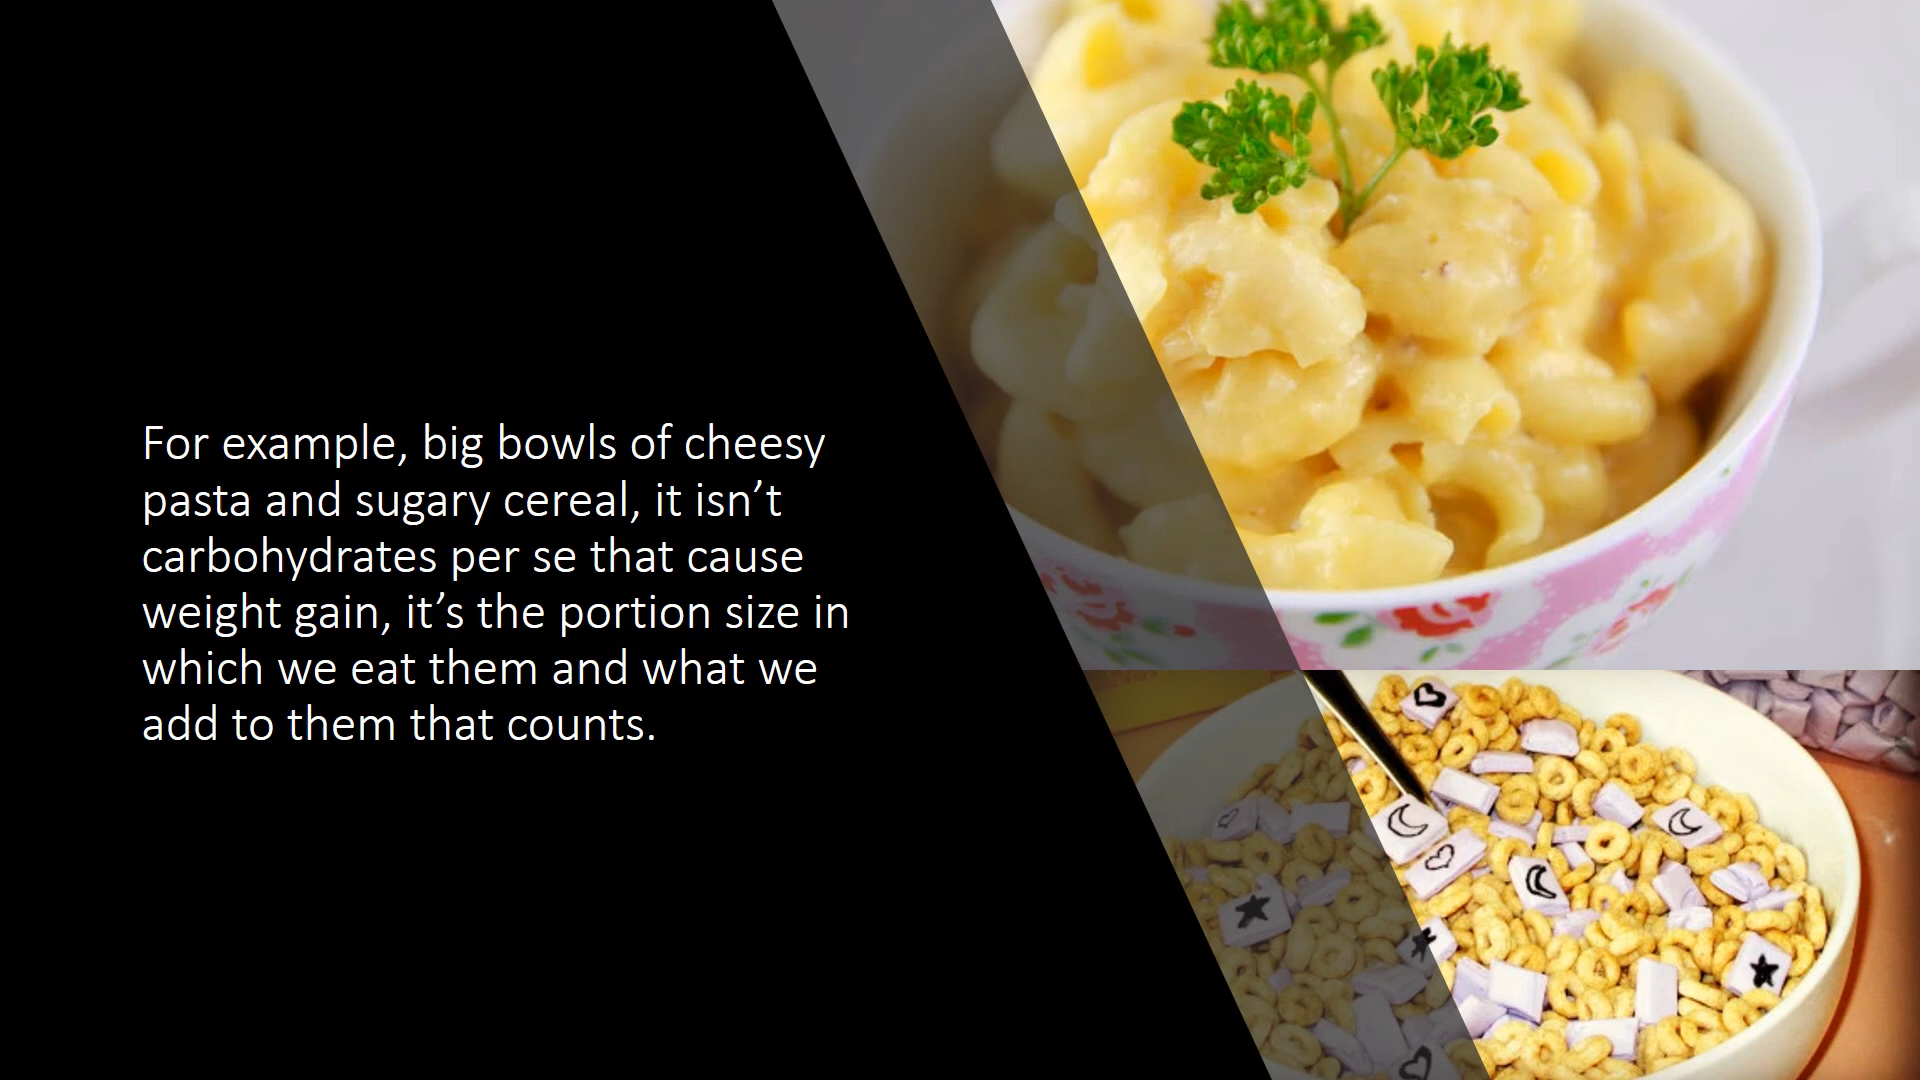 For example, big bowls of cheesy
pasta and sugary cereal, it isn’t
carbohydrates per se that cause
weight gain, it’s the portion size in
which we eat them and what we
add to them that counts.